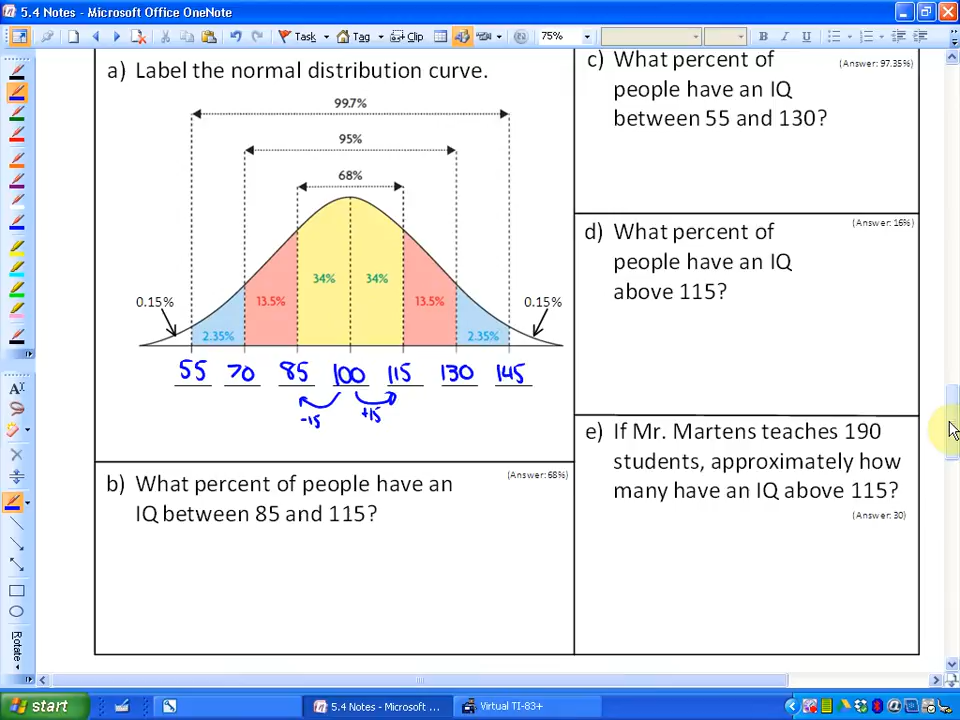 5.4 Notes - Microsoft Office OneNote
Task Tag Clip 75% B I U
a) Label the normal distribution curve.
99.7%
95%
68%
34% 34%
13.5% 13.5%
0.15% 0.15%
2.35% 2.35%
55 70 85 100 115 130 145
-15 +15
b) What percent of people have an
IQ between 85 and 115?
(Answer: 68%)
c) What percent of
people have an IQ
between 55 and 130?
(Answer: 97.35%)
d) What percent of
people have an IQ
above 115?
(Answer: 16%)
e) If Mr. Martens teaches 190
students, approximately how
many have an IQ above 115?
(Answer: 30)
A
Rotate
start
5.4 Notes - Microsoft ...
Virtual TI-83+